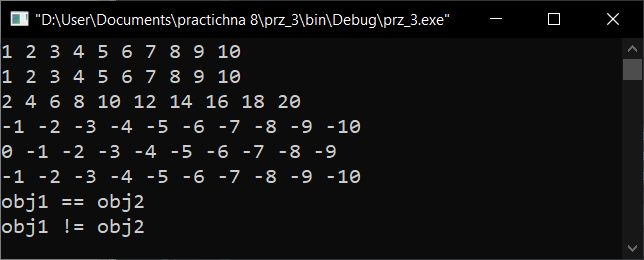 "D:\User\Documents\practichna 8\prz_3\bin\Debug\prz_3.exe"
1 2 3 4 5 6 7 8 9 10
1 2 3 4 5 6 7 8 9 10
2 4 6 8 10 12 14 16 18 20
-1 -2 -3 -4 -5 -6 -7 -8 -9 -10
0 -1 -2 -3 -4 -5 -6 -7 -8 -9
-1 -2 -3 -4 -5 -6 -7 -8 -9 -10
obj1 == obj2
obj1 != obj2